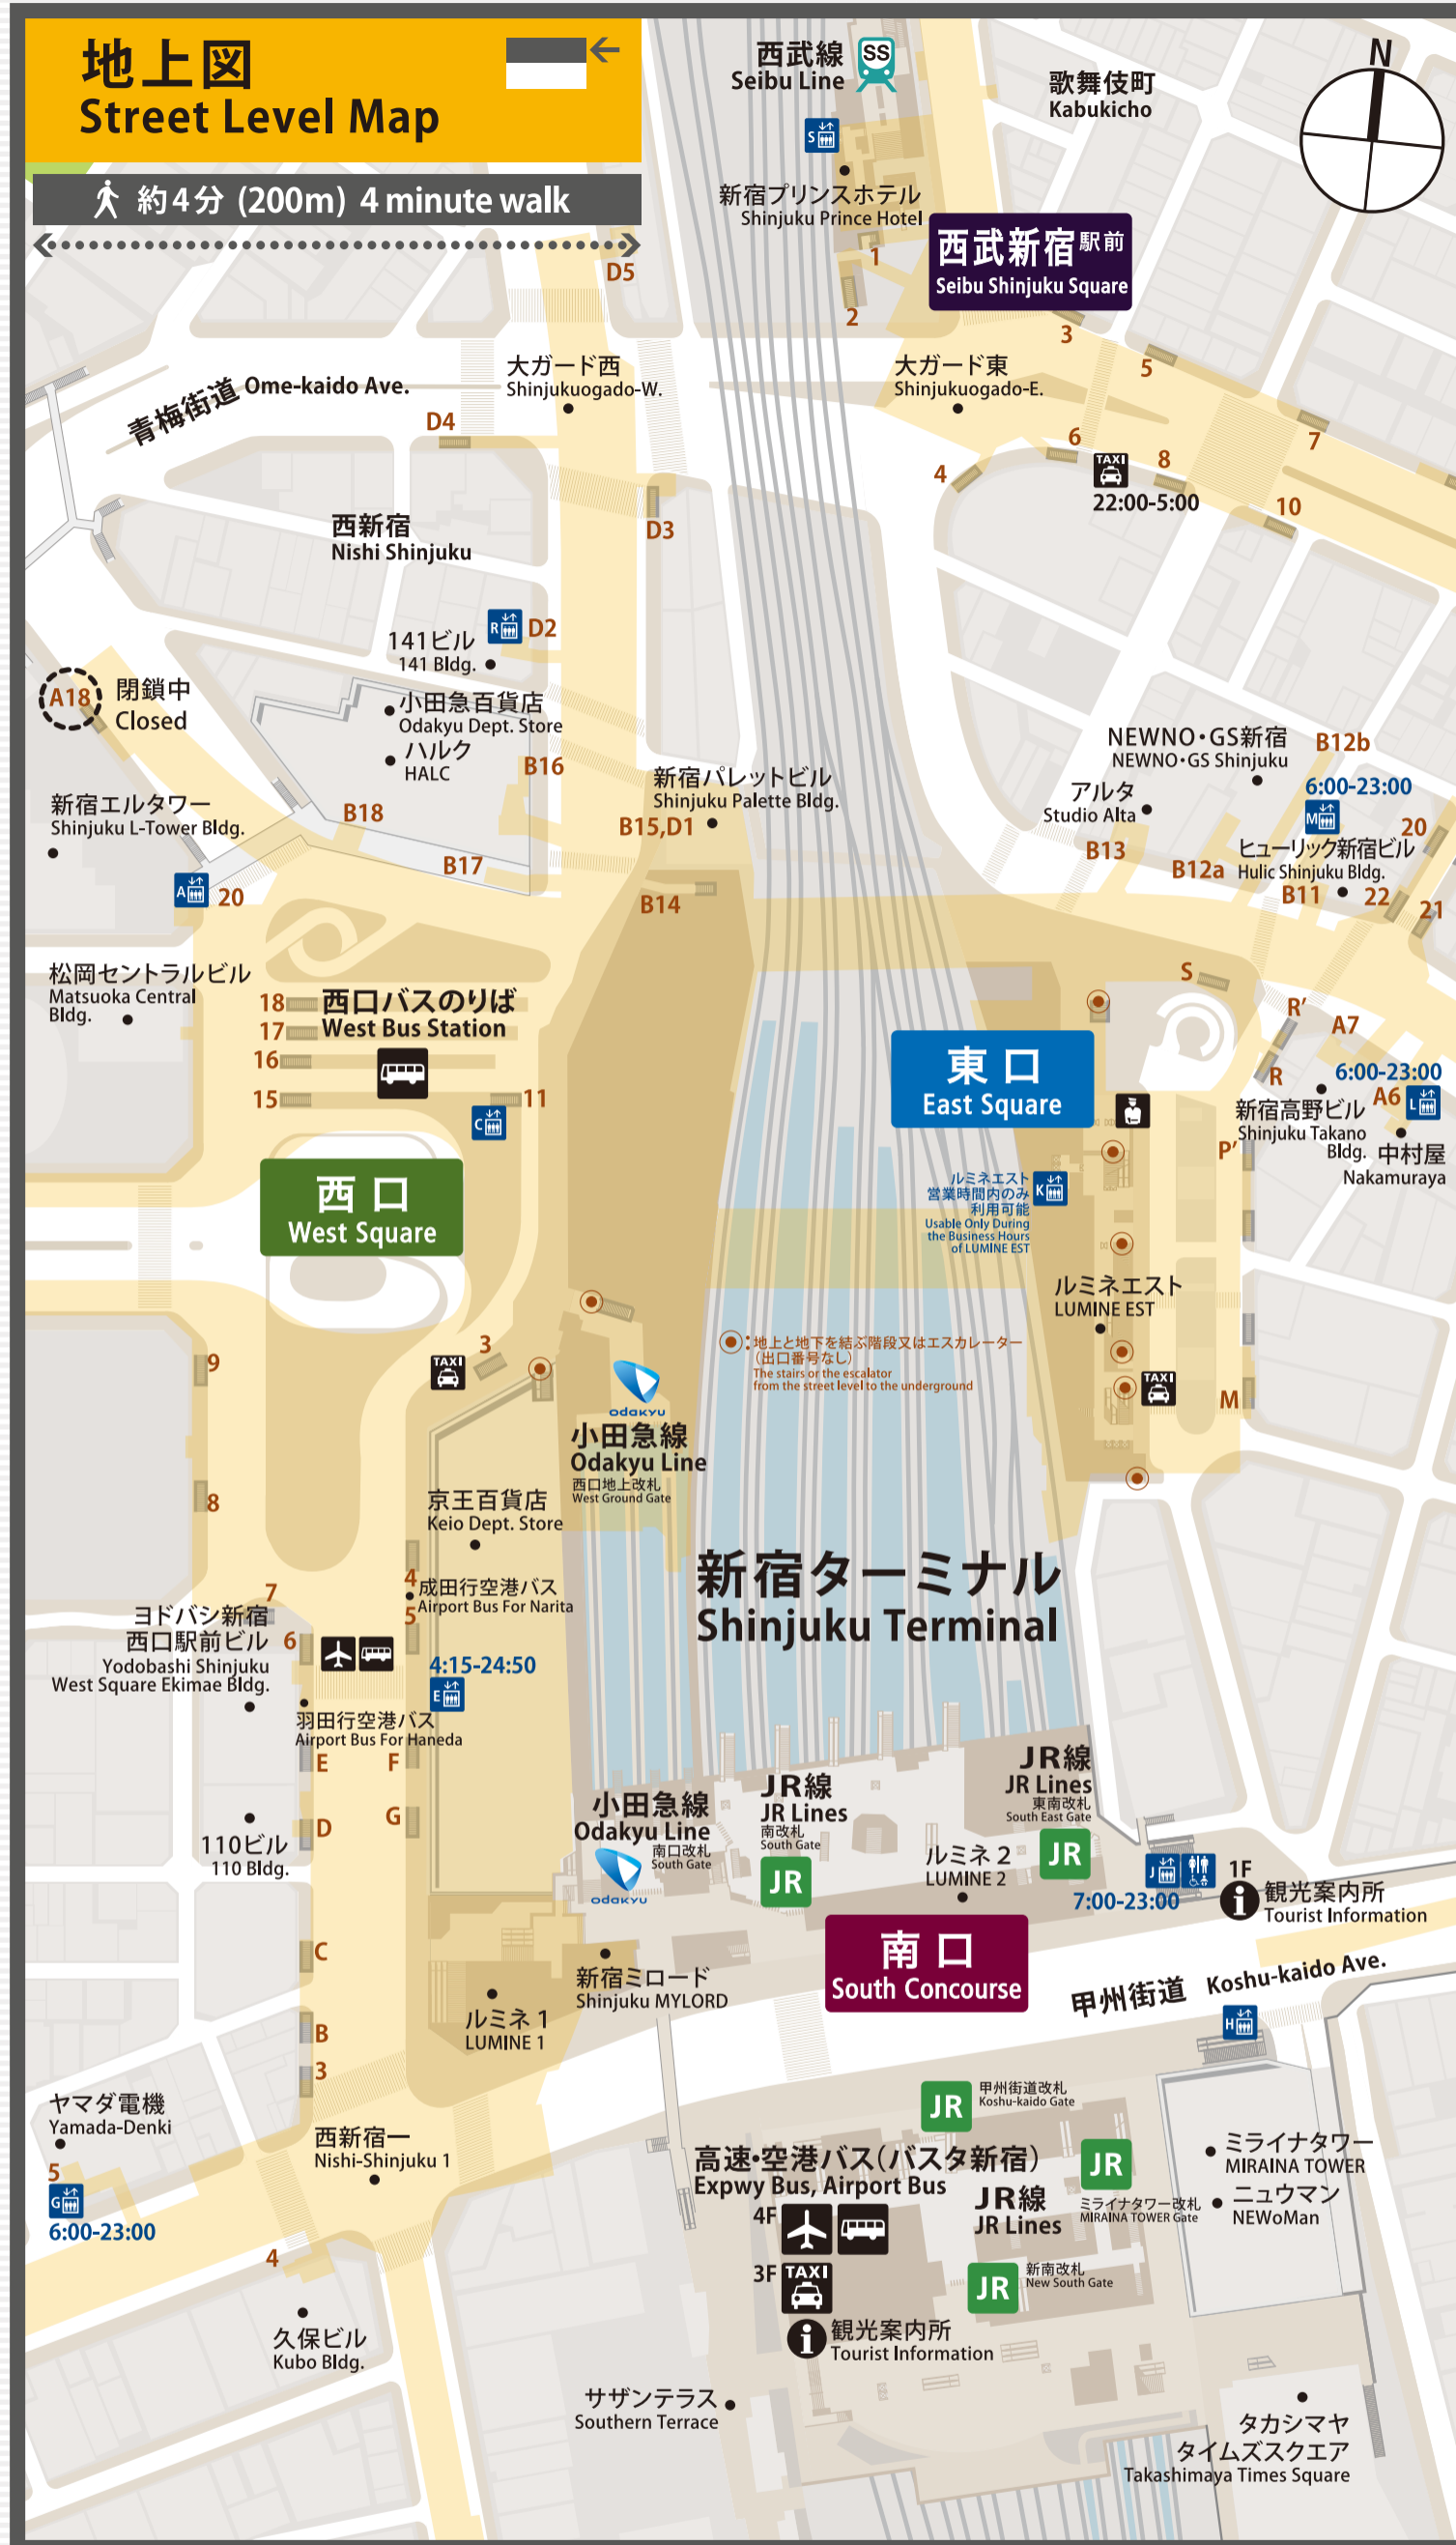 地上図
Street Level Map
約4分 (200m) 4 minute walk
西武線
Seibu Line
SS
S
新宿プリンスホテル
Shinjuku Prince Hotel
歌舞伎町
Kabukicho
N
西武新宿駅前
Seibu Shinjuku Square
1
2
3
5
7
D5
青梅街道 Ome-kaido Ave.
大ガード西
Shinjukuogado-W.
大ガード東
Shinjukuogado-E.
D4
D3
4
6
TAXI
8
22:00-5:00
10
西新宿
Nishi Shinjuku
R
D2
141ビル
141 Bldg.
A18
閉鎖中
Closed
小田急百貨店
Odakyu Dept. Store
ハルク
HALC
B16
B18
B17
新宿エルタワー
Shinjuku L-Tower Bldg.
A
20
新宿パレットビル
Shinjuku Palette Bldg.
B15,D1
B14
NEWNO・GS新宿
NEWNO・GS Shinjuku
B12b
6:00-23:00
M
アルタ
Studio Alta
B13
B12a
ヒューリック新宿ビル
Hulic Shinjuku Bldg.
B11
20
22
21
松岡セントラルビル
Matsuoka Central
Bldg.
18
17
16
15
西口バスのりば
West Bus Station
11
C
西口
West Square
東口
East Square
S
R'
R
A7
6:00-23:00
A6
L
新宿高野ビル
Shinjuku Takano
Bldg.
中村屋
Nakamuraya
P'
ルミネエスト
営業時間内のみ
利用可能
Usable Only During
the Business Hours
of LUMINE EST
K
ルミネエスト
LUMINE EST
TAXI
M
:地上と地下を結ぶ階段又はエスカレーター
(出口番号なし)
The stairs or the escalator
from the street level to the underground
9
8
TAXI
3
odakyu
小田急線
Odakyu Line
西口地上改札
West Ground Gate
京王百貨店
Keio Dept. Store
4
成田行空港バス
Airport Bus For Narita
5
4:15-24:50
E
7
6
ヨドバシ新宿
西口駅前ビル
Yodobashi Shinjuku
West Square Ekimae Bldg.
羽田行空港バス
Airport Bus For Haneda
新宿ターミナル
Shinjuku Terminal
E
F
D
G
110ビル
110 Bldg.
C
B
3
小田急線
Odakyu Line
南口改札
South Gate
odakyu
JR線
JR Lines
南改札
South Gate
JR
JR線
JR Lines
東南改札
South East Gate
JR
ルミネ 2
LUMINE 2
J
7:00-23:00
1F
i
観光案内所
Tourist Information
南口
South Concourse
甲州街道 Koshu-kaido Ave.
H
新宿ミロード
Shinjuku MYLORD
ルミネ 1
LUMINE 1
ヤマダ電機
Yamada-Denki
5
G
6:00-23:00
西新宿一
Nishi-Shinjuku 1
4
久保ビル
Kubo Bldg.
JR
甲州街道改札
Koshu-kaido Gate
高速・空港バス(バスタ新宿)
Expwy Bus, Airport Bus
4F
3F
TAXI
i
観光案内所
Tourist Information
JR線
JR Lines
JR
ミライナタワー改札
MIRAINA TOWER Gate
JR
新南改札
New South Gate
ミライナタワー
MIRAINA TOWER
ニュウマン
NEWoMan
サザンテラス
Southern Terrace
タカシマヤ
タイムズスクエア
Takashimaya Times Square